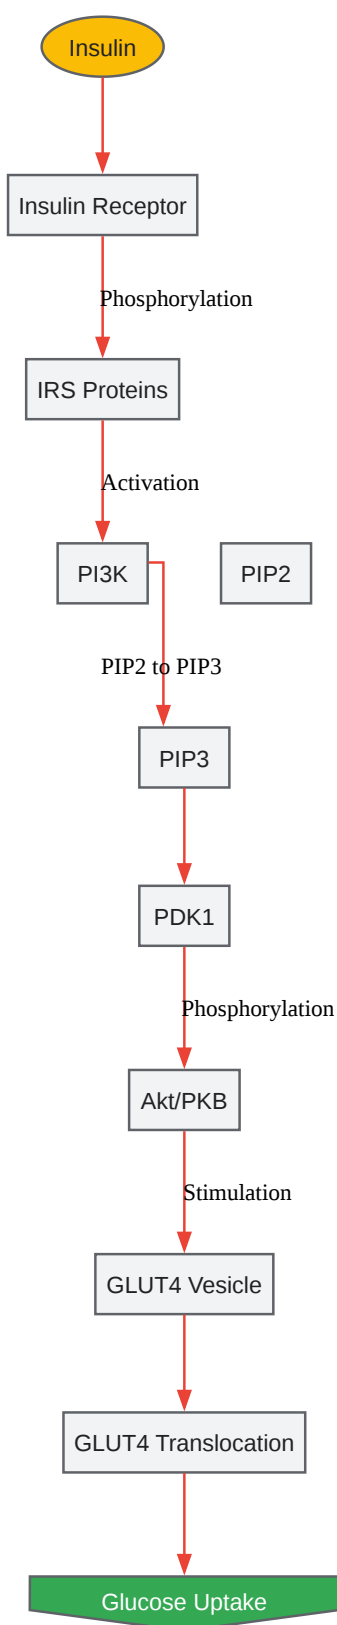 Insulin
Insulin Receptor
Phosphorylation
IRS Proteins
Activation
PI3K
PIP2
PIP2 to PIP3
PIP3
PDK1
Phosphorylation
Akt/PKB
Stimulation
GLUT4 Vesicle
GLUT4 Translocation
Glucose Uptake